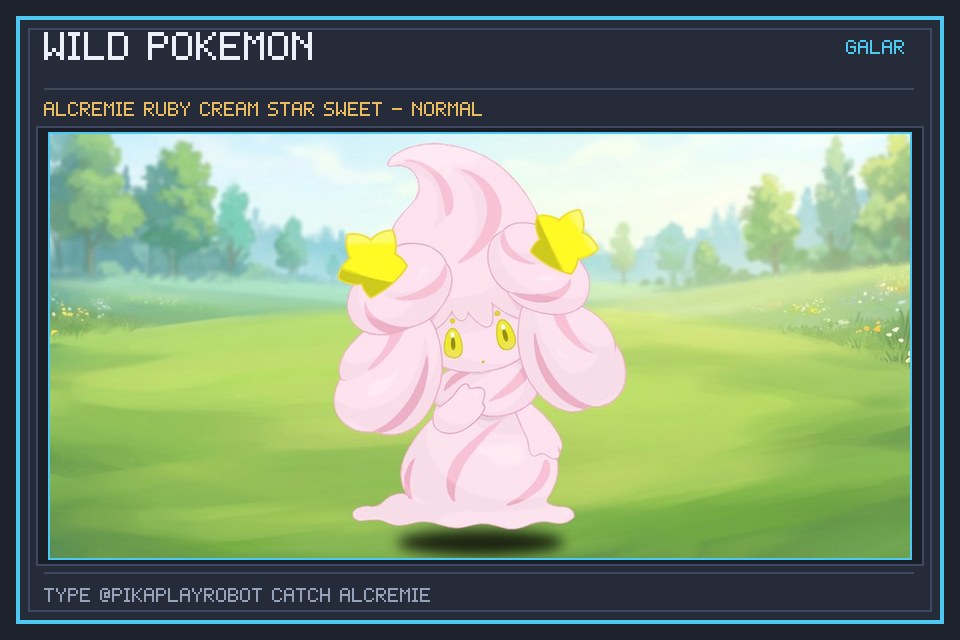 WILD POKEMON
GALAR
ALCREMIE RUBY CREAM STAR SWEET - NORMAL
TYPE @PIKAPLAYROBOT CATCH ALCREMIE